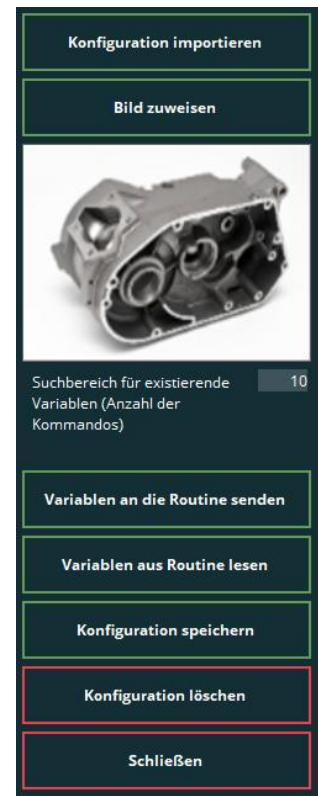 Konfiguration importieren
Bild zuweisen
Suchbereich für existierende 10
Variablen (Anzahl der
Kommandos)
Variablen an die Routine senden
Variablen aus Routine lesen
Konfiguration speichern
Konfiguration löschen
Schließen